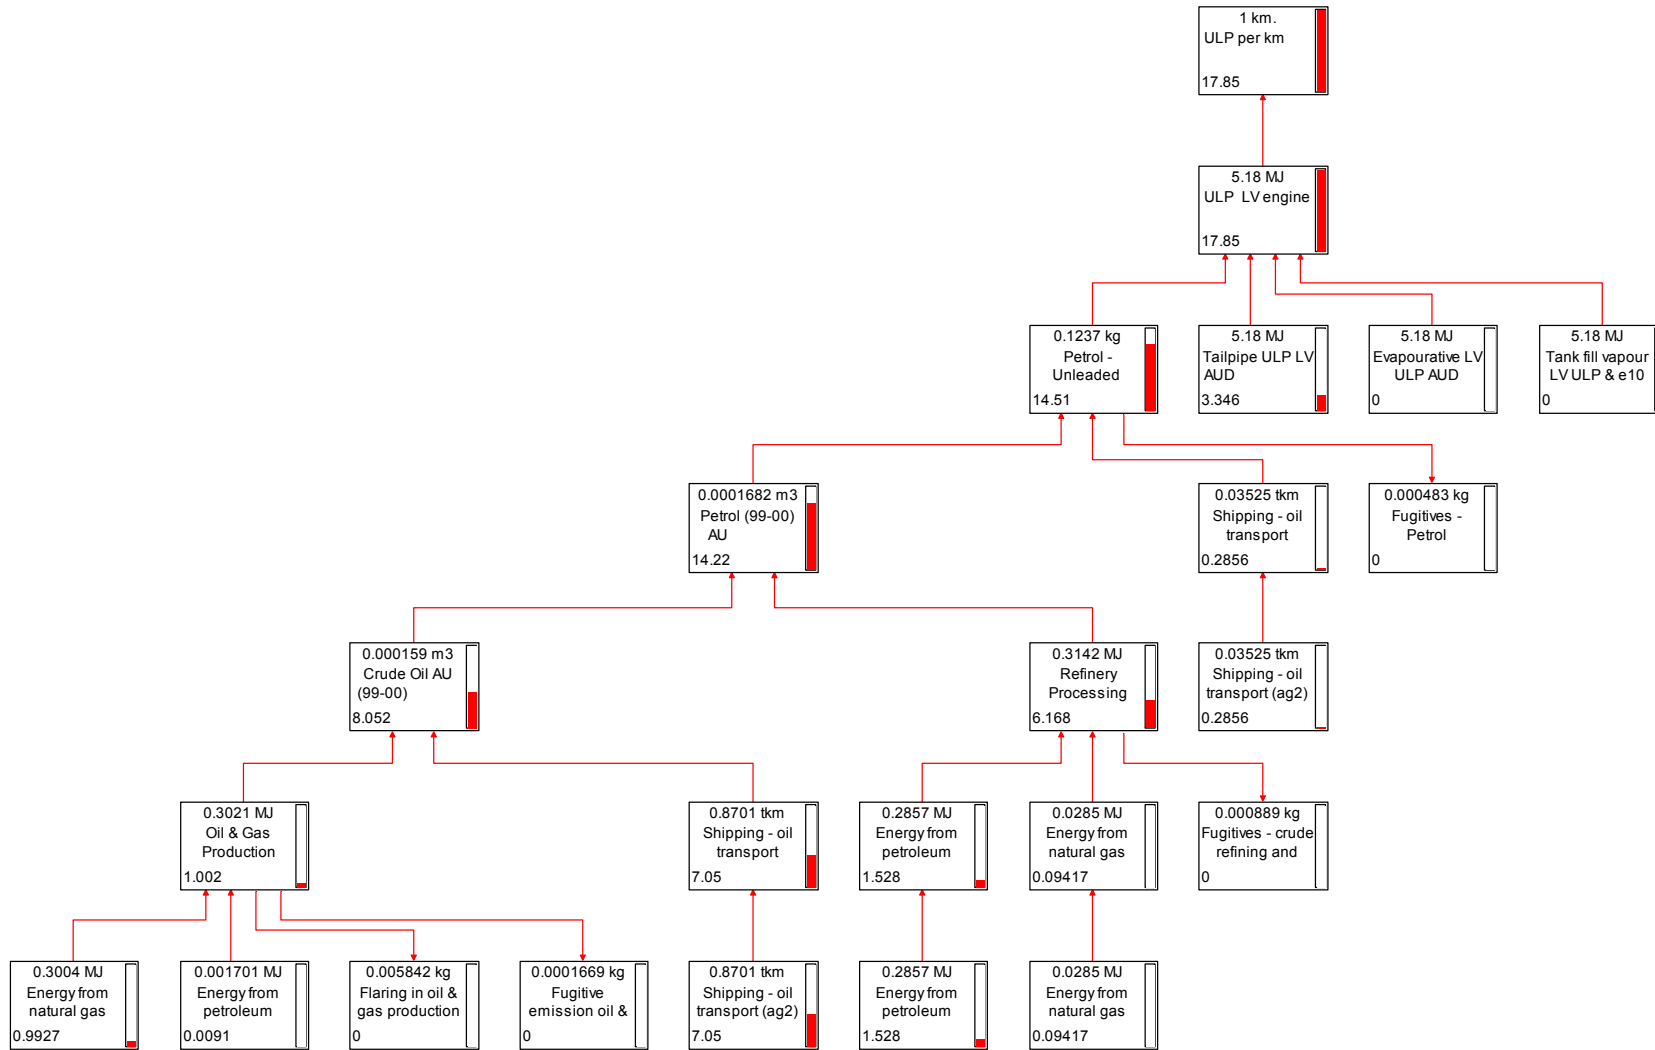 1 km.
ULP per km
17.85
5.18 MJ
ULP LV engine
17.85
0.1237 kg
Petrol -
Unleaded
14.51
5.18 MJ
Tailpipe ULP LV
AUD
3.346
5.18 MJ
Evapourative LV
ULP AUD
0
5.18 MJ
Tank fill vapour
LV ULP & e10
0
0.0001682 m3
Petrol (99-00)
AU
14.22
0.03525 tkm
Shipping - oil
transport
0.2856
0.000483 kg
Fugitives -
Petrol
0
0.000159 m3
Crude Oil AU
(99-00)
8.052
0.3142 MJ
Refinery
Processing
6.168
0.03525 tkm
Shipping - oil
transport (ag2)
0.2856
0.3021 MJ
Oil & Gas
Production
1.002
0.8701 tkm
Shipping - oil
transport
7.05
0.2857 MJ
Energy from
petroleum
1.528
0.0285 MJ
Energy from
natural gas
0.09417
0.000889 kg
Fugitives - crude
refining and
0
0.3004 MJ
Energy from
natural gas
0.9927
0.001701 MJ
Energy from
petroleum
0.0091
0.005842 kg
Flaring in oil &
gas production
0
0.0001669 kg
Fugitive
emission oil &
0
0.8701 tkm
Shipping - oil
transport (ag2)
7.05
0.2857 MJ
Energy from
petroleum
1.528
0.0285 MJ
Energy from
natural gas
0.09417